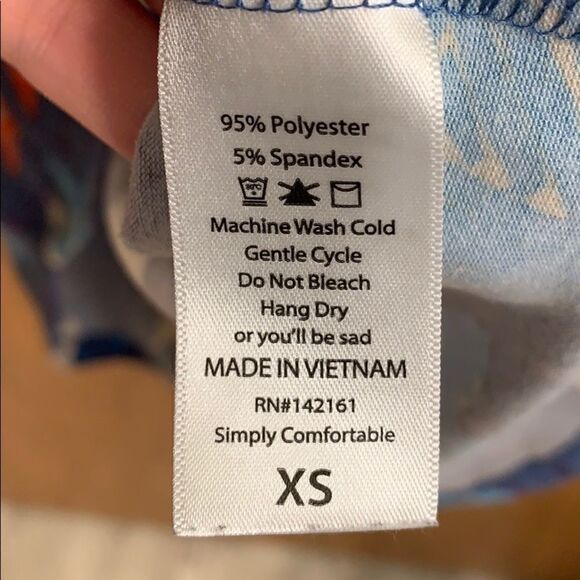 95% Polyester
5% Spandex
30°C
Machine Wash Cold
Gentle Cycle
Do Not Bleach
Hang Dry
or you'll be sad
MADE IN VIETNAM
RN#142161
Simply Comfortable
XS